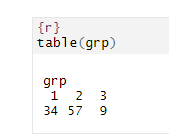 {r}
table(grp)
grp
1 2 3
34 57 9